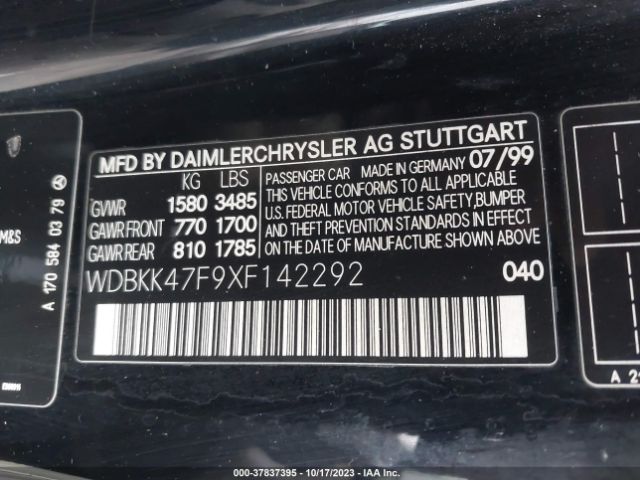 MFD BY DAIMLERCHRYSLER AG STUTTGART
KG LBS
GVWR 1580 3485
GAWR FRONT 770 1700
GAWR REAR 810 1785
PASSENGER CAR MADE IN GERMANY 07/99
THIS VEHICLE CONFORMS TO ALL APPLICABLE
U.S. FEDERAL MOTOR VEHICLE SAFETY, BUMPER
AND THEFT PREVENTION STANDARDS IN EFFECT
ON THE DATE OF MANUFACTURE SHOWN ABOVE
WDBKK47F9XF142292
040
M&S
A 170 584 03 79
A 21
000-37837395 - 10/17/2023 - IAA Inc.